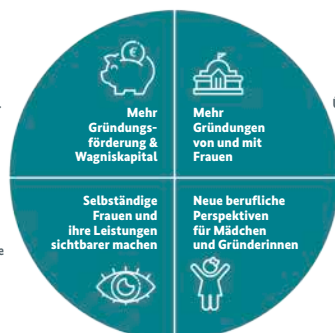 Mehr
Gründungs-
förderung &
Wagniskapital
Mehr
Gründungen
von und mit
Frauen
Selbständige
Frauen und
ihre Leistungen
sichtbarer machen
Neue berufliche
Perspektiven
für Mädchen
und Gründerinnen